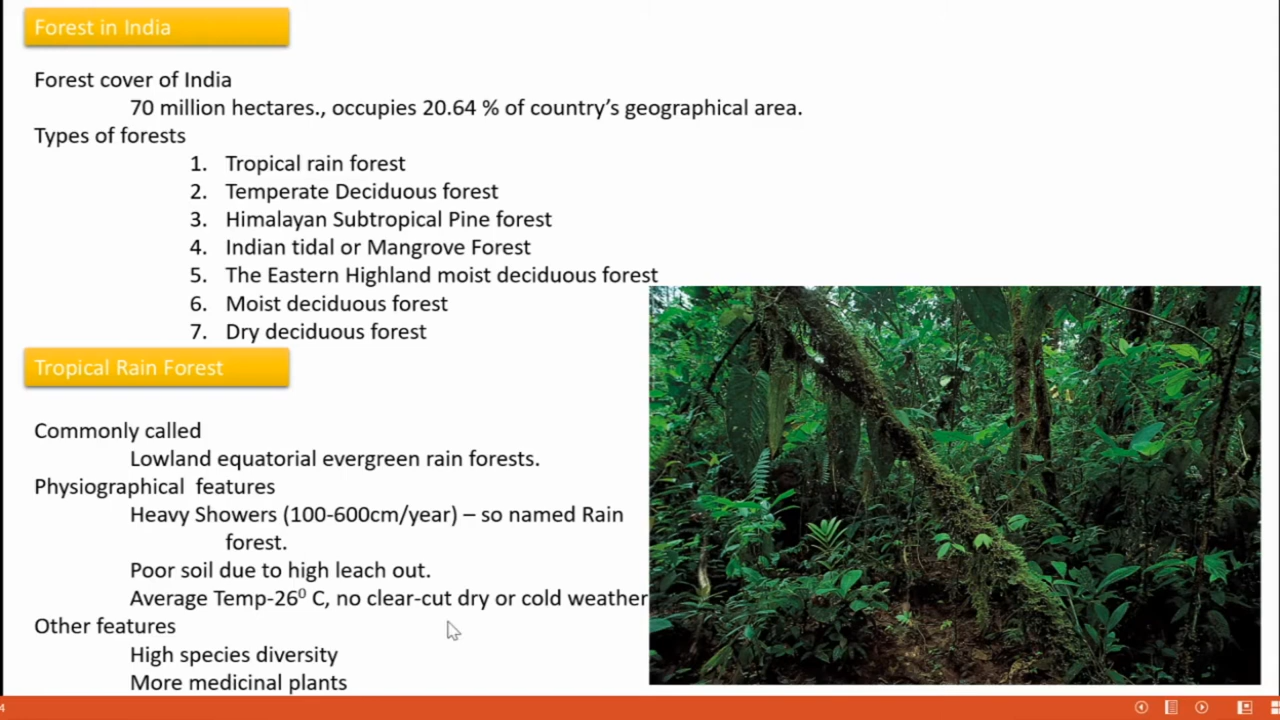 Forest in India
Forest cover of India
70 million hectares., occupies 20.64 % of country’s geographical area.
Types of forests
1. Tropical rain forest
2. Temperate Deciduous forest
3. Himalayan Subtropical Pine forest
4. Indian tidal or Mangrove Forest
5. The Eastern Highland moist deciduous forest
6. Moist deciduous forest
7. Dry deciduous forest
Tropical Rain Forest
Commonly called
Lowland equatorial evergreen rain forests.
Physiographical features
Heavy Showers (100-600cm/year) – so named Rain
forest.
Poor soil due to high leach out.
Average Temp-26⁰ C, no clear-cut dry or cold weather
Other features
High species diversity
More medicinal plants
4